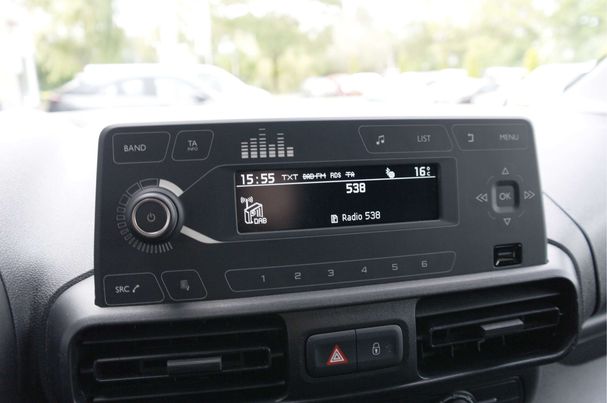 BAND
TA
INFO
LIST
MENU
15:55 TXT DAB-FM RDS TA 16°C
538
DAB
Radio 538
OK
SRC
1 2 3 4 5 6